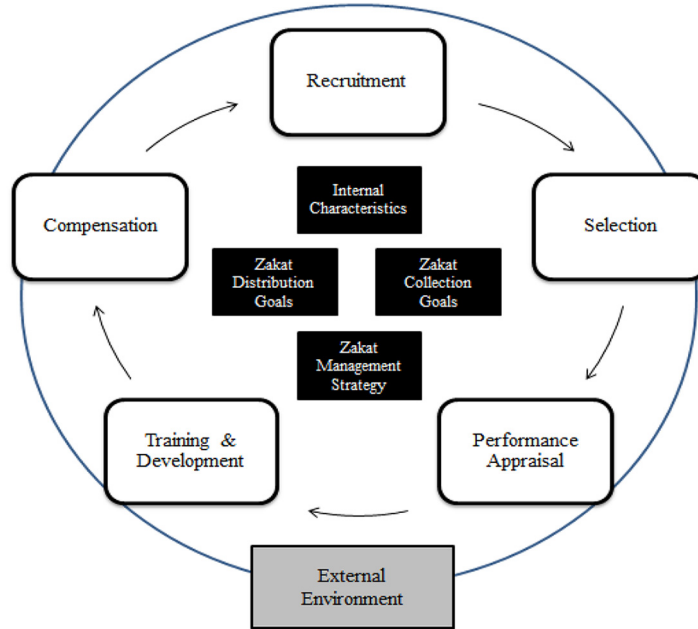 Recruitment
Internal
Characteristics
Compensation
Selection
Zakat
Distribution
Goals
Zakat
Collection
Goals
Zakat
Management
Strategy
Training & 
Development
Performance
Appraisal
External
Environment